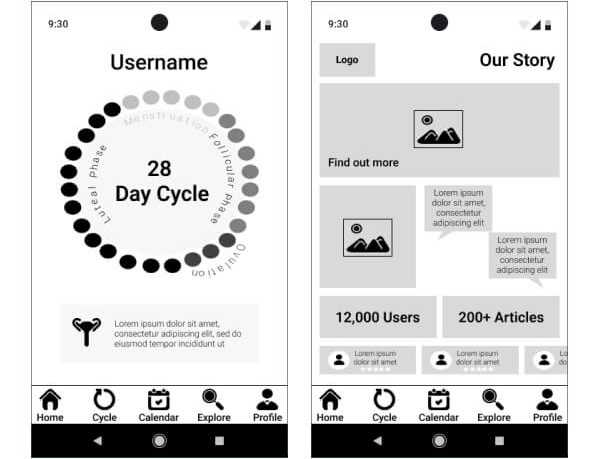 9:30
Username
Menstruation
Follicular Phase
Ovulation
Luteal Phase
28
Day Cycle
Lorem ipsum dolor sit amet,
consectetur adipiscing elit, sed do
eiusmod tempor incididunt ut
Home
Cycle
Calendar
Explore
Profile
9:30
Logo
Our Story
Find out more
Lorem ipsum
dolor sit amet,
consectetur
adipiscing elit
Lorem ipsum
dolor sit amet,
consectetur
adipiscing elit
12,000 Users
200+ Articles
Lorem ipsum
dolor sit amet
Lorem ipsum
dolor sit amet
Lorem
dolor s
Home
Cycle
Calendar
Explore
Profile